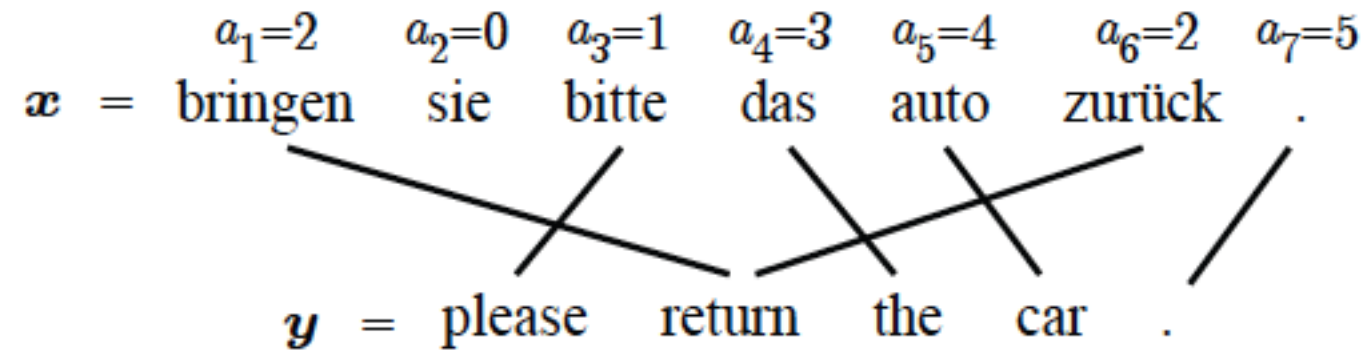 a₁=2 a₂=0 a₃=1 a₄=3 a₅=4 a₆=2 a₇=5
x = bringen sie bitte das auto zurück .
y = please return the car .